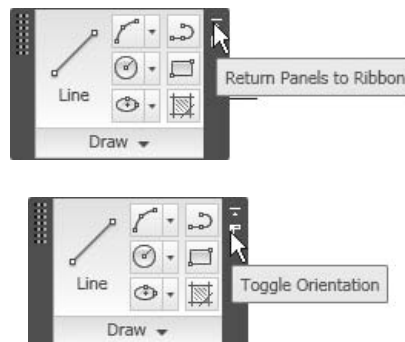 Return Panels to Ribbon
Line
Draw
Toggle Orientation
Line
Draw